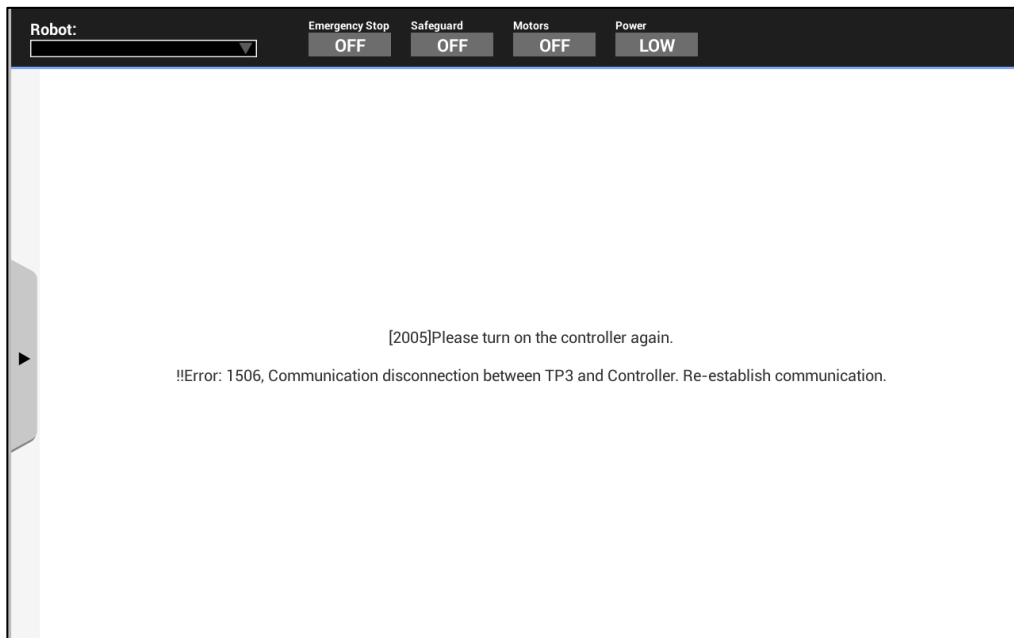 Robot:
Emergency Stop Safeguard Motors Power
OFF OFF OFF LOW
[2005]Please turn on the controller again.
!!Error: 1506, Communication disconnection between TP3 and Controller. Re-establish communication.